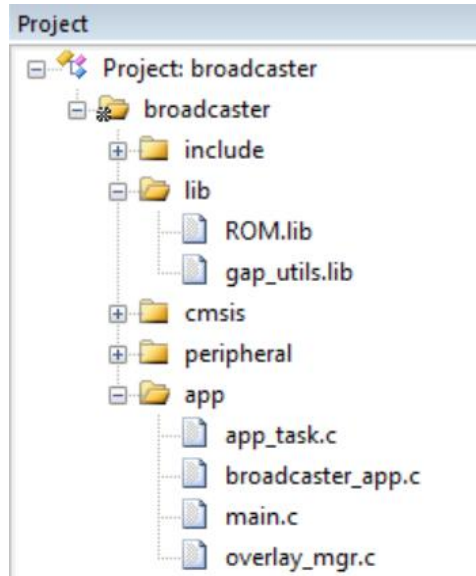 Project
Project: broadcaster
broadcaster
include
lib
ROM.lib
gap_utils.lib
cmsis
peripheral
app
app_task.c
broadcaster_app.c
main.c
overlay_mgr.c